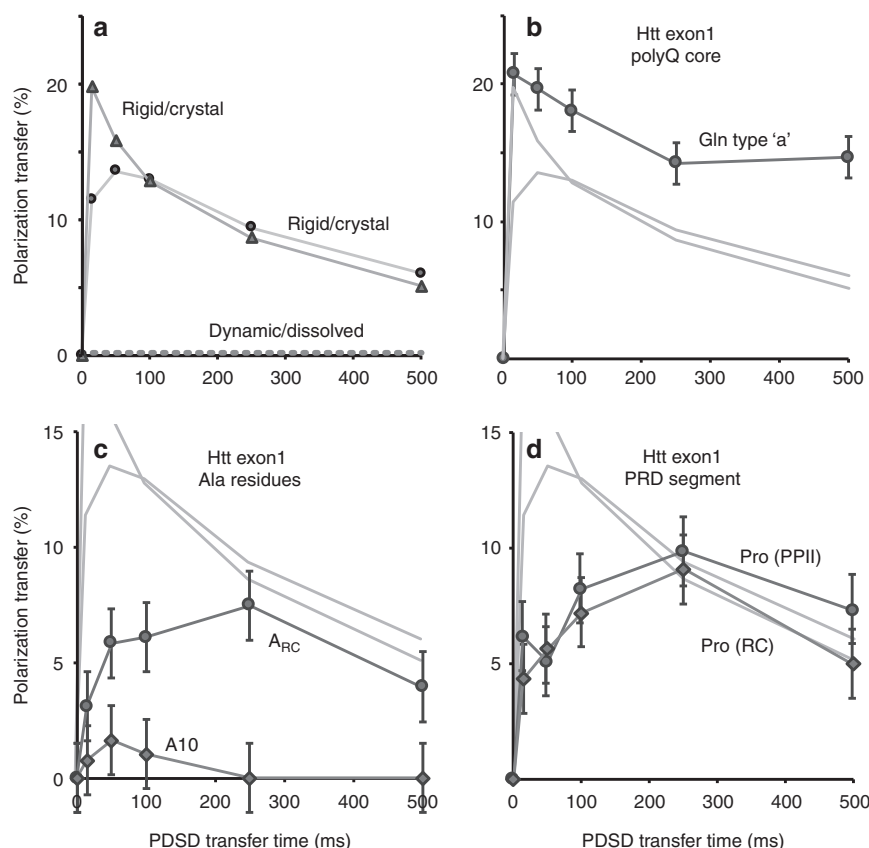 a
Polarization transfer (%)
20
10
0
Rigid/crystal
Rigid/crystal
Dynamic/dissolved
0 100 200 300 400 500
b
Htt exon1
polyQ core
20
10
Gln type ‘a’
0 100 200 300 400 500
c
Htt exon1
Ala residues
Polarization transfer (%)
15
10
5
0
ARC
A10
0 100 200 300 400 500
PDSD transfer time (ms)
d
Htt exon1
PRD segment
15
10
5
Pro (PPII)
Pro (RC)
0 100 200 300 400 500
PDSD transfer time (ms)